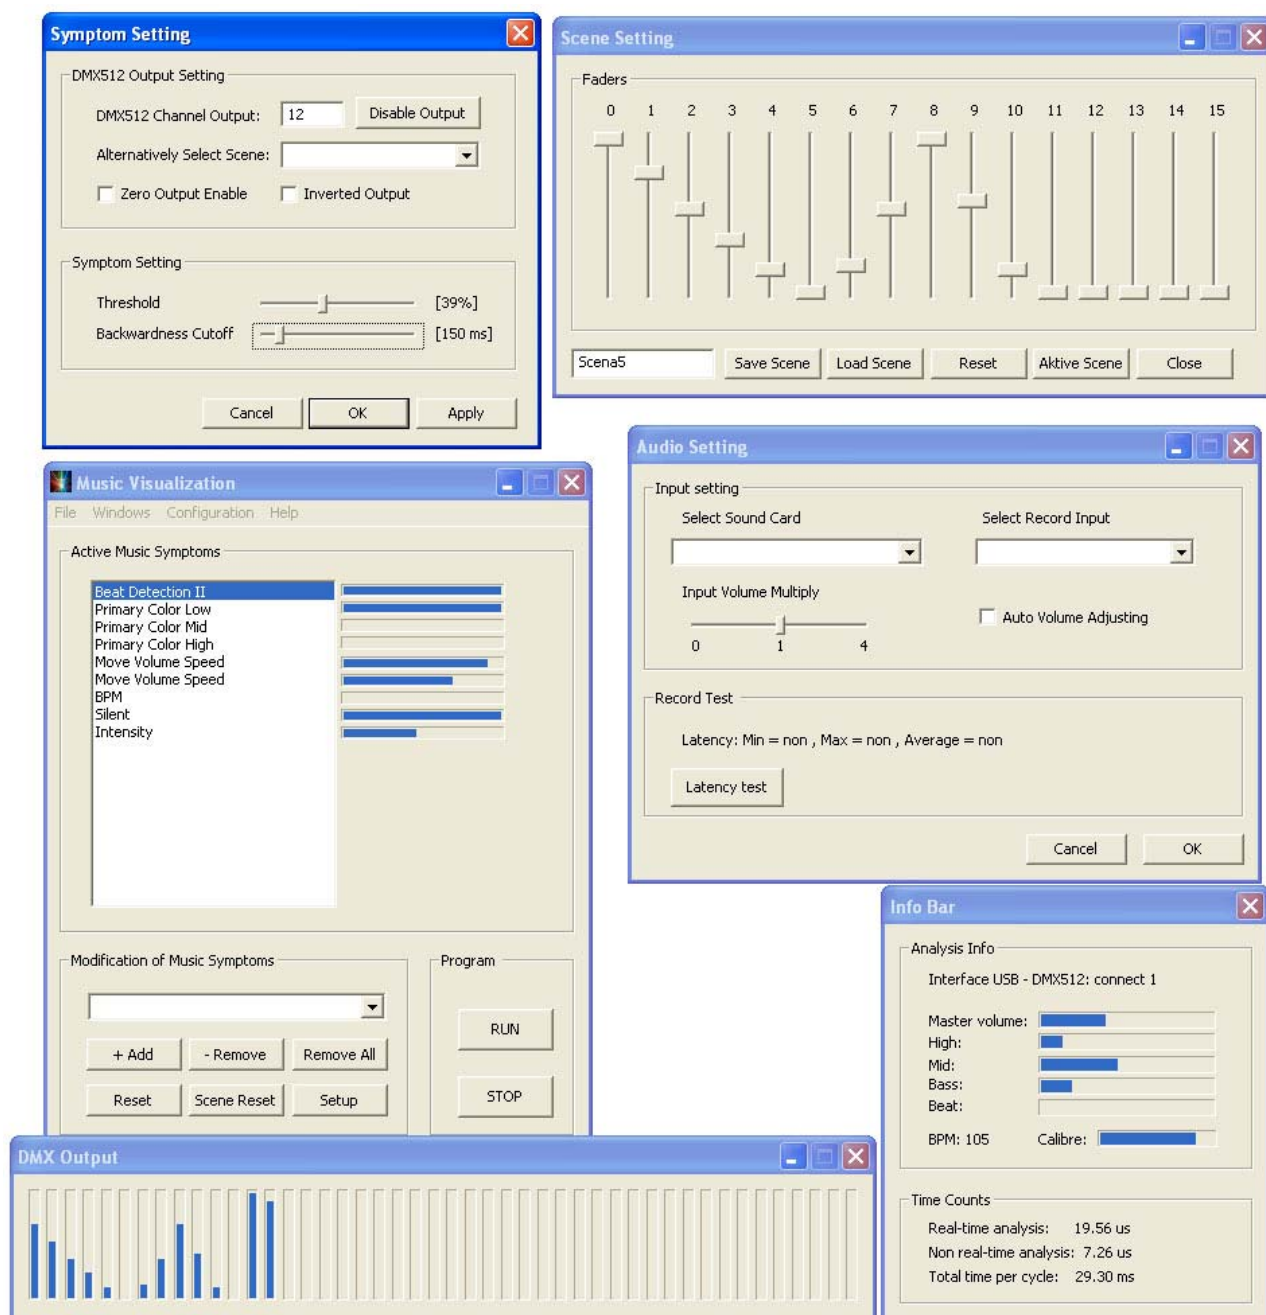 Symptom Setting
DMX512 Output Setting
DMX512 Channel Output: 12 Disable Output
Alternatively Select Scene:
Zero Output Enable Inverted Output
Symptom Setting
Threshold [39%]
Backwardness Cutoff [150 ms]
Cancel OK Apply
Scene Setting
Faders
0 1 2 3 4 5 6 7 8 9 10 11 12 13 14 15
Scena5 Save Scene Load Scene Reset Aktive Scene Close
Music Visualization
File Windows Configuration Help
Active Music Symptoms
Beat Detection II
Primary Color Low
Primary Color Mid
Primary Color High
Move Volume Speed
Move Volume Speed
BPM
Silent
Intensity
Modification of Music Symptoms
+ Add - Remove Remove All
Reset Scene Reset Setup
Program
RUN
STOP
Audio Setting
Input setting
Select Sound Card Select Record Input
Input Volume Multiply
Auto Volume Adjusting
0 1 4
Record Test
Latency: Min = non , Max = non , Average = non
Latency test
Cancel OK
Info Bar
Analysis Info
Interface USB - DMX512: connect 1
Master volume:
High:
Mid:
Bass:
Beat:
BPM: 105 Calibre:
Time Counts
Real-time analysis: 19.56 us
Non real-time analysis: 7.26 us
Total time per cycle: 29.30 ms
DMX Output